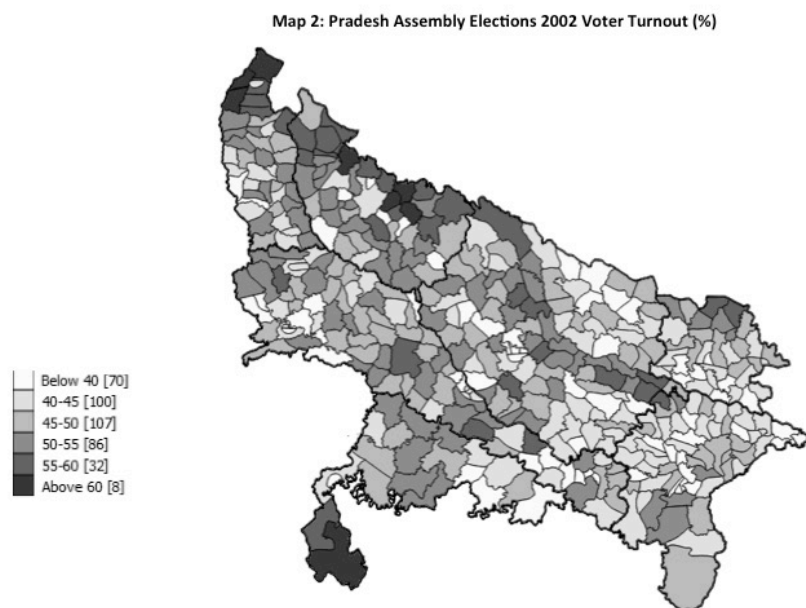 Map 2: Pradesh Assembly Elections 2002 Voter Turnout (%)
Below 40 [70]
40-45 [100]
45-50 [107]
50-55 [86]
55-60 [32]
Above 60 [8]